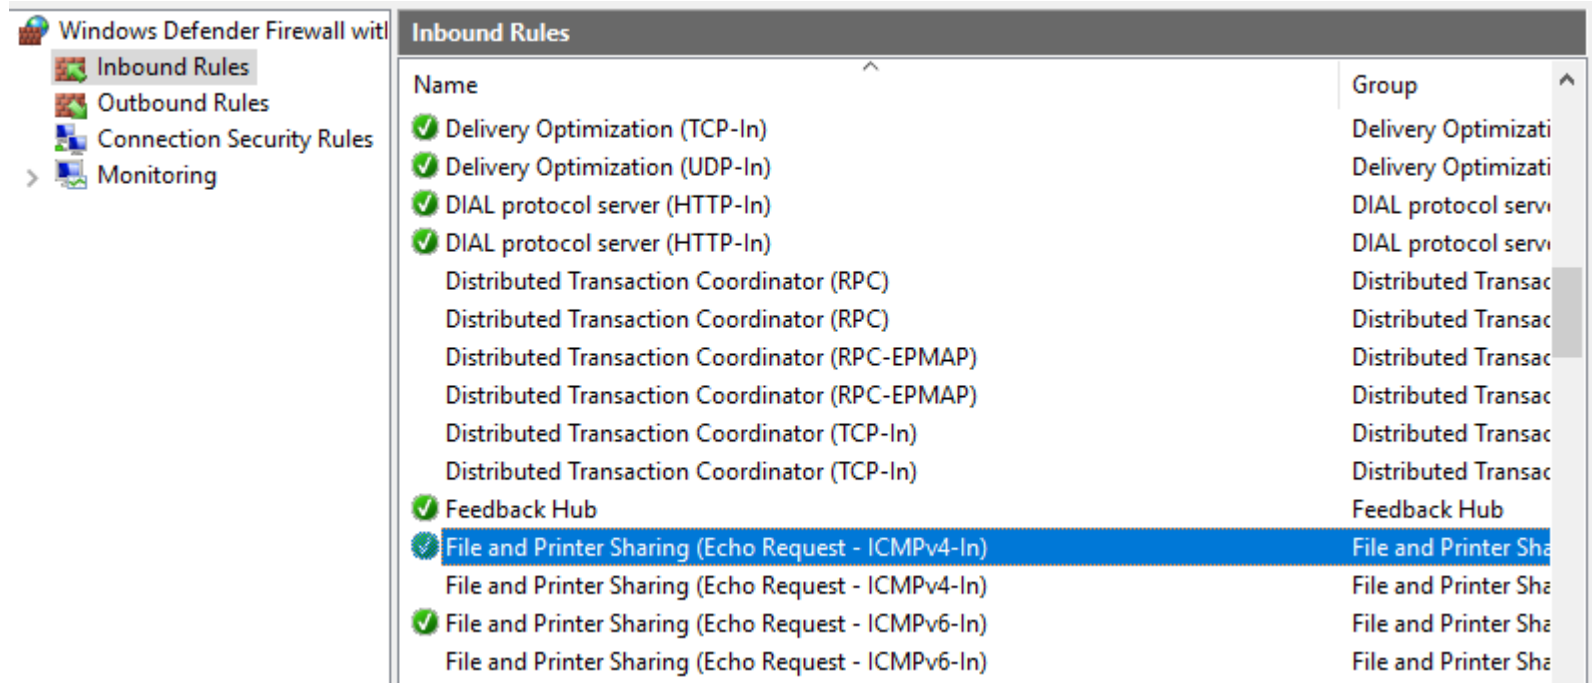 Windows Defender Firewall witl
Inbound Rules
Outbound Rules
Connection Security Rules
Monitoring
Inbound Rules
Name Group
Delivery Optimization (TCP-In) Delivery Optimizati
Delivery Optimization (UDP-In) Delivery Optimizati
DIAL protocol server (HTTP-In) DIAL protocol serv
DIAL protocol server (HTTP-In) DIAL protocol serv
Distributed Transaction Coordinator (RPC) Distributed Transac
Distributed Transaction Coordinator (RPC) Distributed Transac
Distributed Transaction Coordinator (RPC-EPMAP) Distributed Transac
Distributed Transaction Coordinator (RPC-EPMAP) Distributed Transac
Distributed Transaction Coordinator (TCP-In) Distributed Transac
Distributed Transaction Coordinator (TCP-In) Distributed Transac
Feedback Hub Feedback Hub
File and Printer Sharing (Echo Request - ICMPv4-In) File and Printer Sha
File and Printer Sharing (Echo Request - ICMPv4-In) File and Printer Sha
File and Printer Sharing (Echo Request - ICMPv6-In) File and Printer Sha
File and Printer Sharing (Echo Request - ICMPv6-In) File and Printer Sha